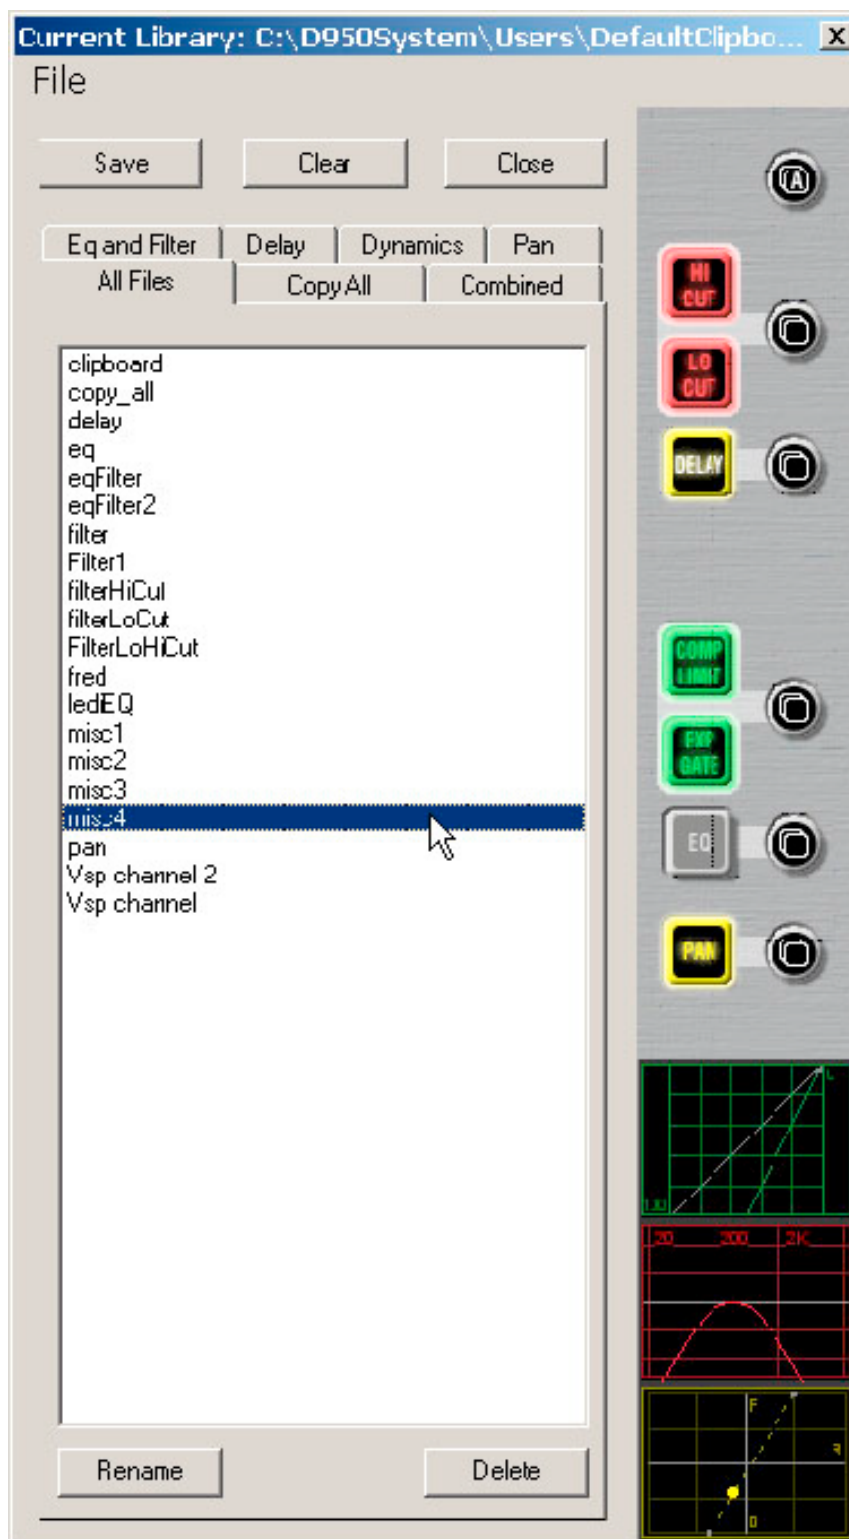 Current Library: C:\D950System\Users\DefaultClipbo... X
File
Save Clear Close
Eq and Filter Delay Dynamics Pan
All Files Copy All Combined
clipboard
copy_all
delay
eq
eqFilter
eqFilter2
filter
Filter1
filterHiCut
filterLoCut
FilterLoHiCut
fred
lediEQ
misc1
misc2
misc3
misc4
pan
Vsp channel 2
Vsp channel
Rename Delete
A
HI
CUT
LO
CUT
DELAY
COMP
LIMIT
EXP
GATE
EQ
PAN
L
20 200 2K
F
R